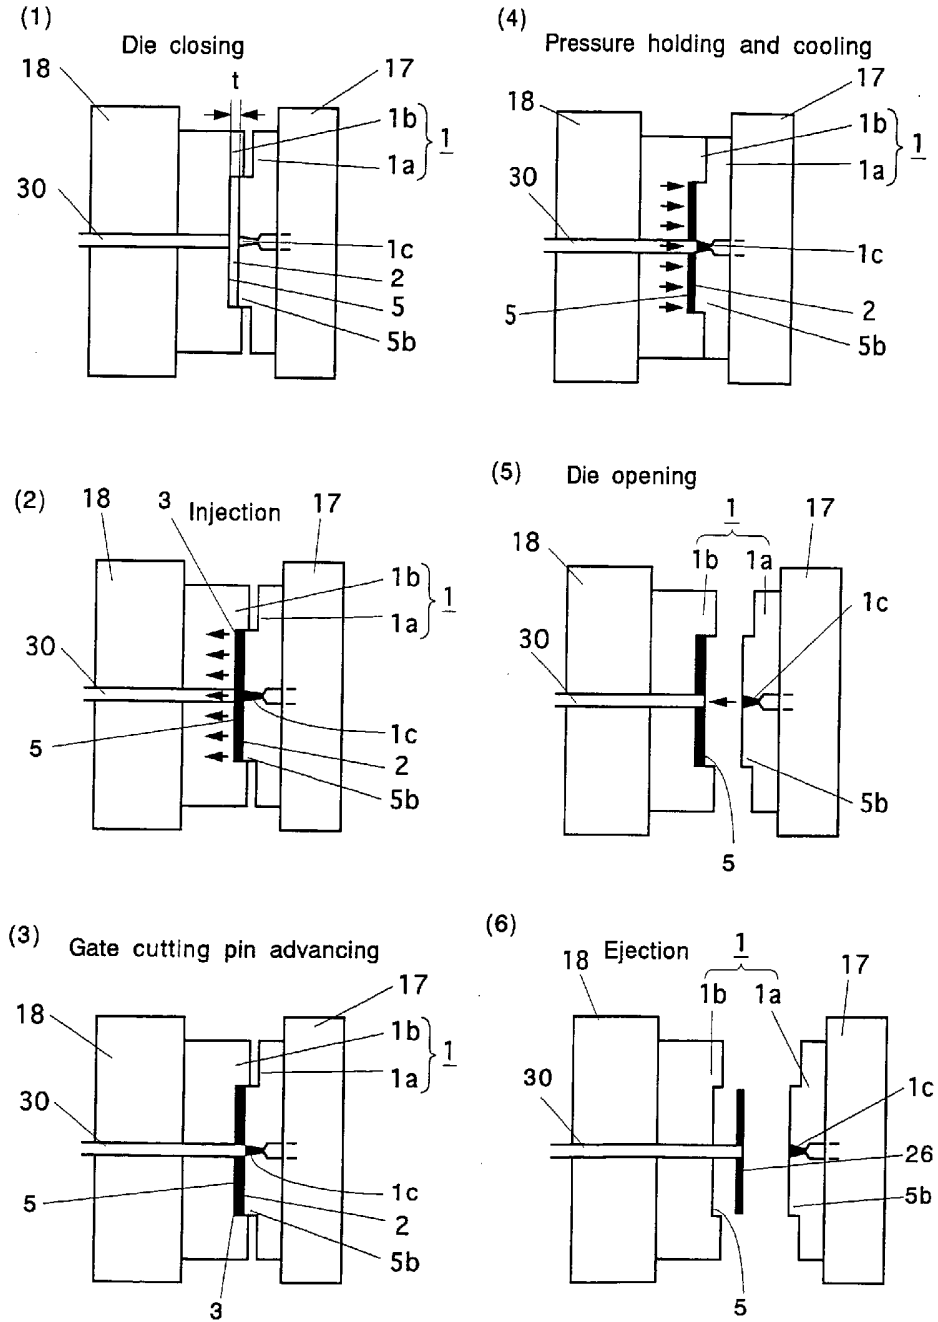 (1)
Die closing
18
t
17
1b
1a
1
30
1c
2
5
5b
(2)
18
3
Injection
17
1b
1a
1
30
5
1c
2
5b
(3)
Gate cutting pin advancing
17
18
1b
1a
1
30
5
1c
2
5b
3
(4)
Pressure holding and cooling
17
18
1b
1a
1
30
1c
5
2
5b
(5)
Die opening
1
17
18
1b
1a
1c
30
5b
5
(6)
Ejection
1
18
17
1b
1a
30
1c
26
5b
5